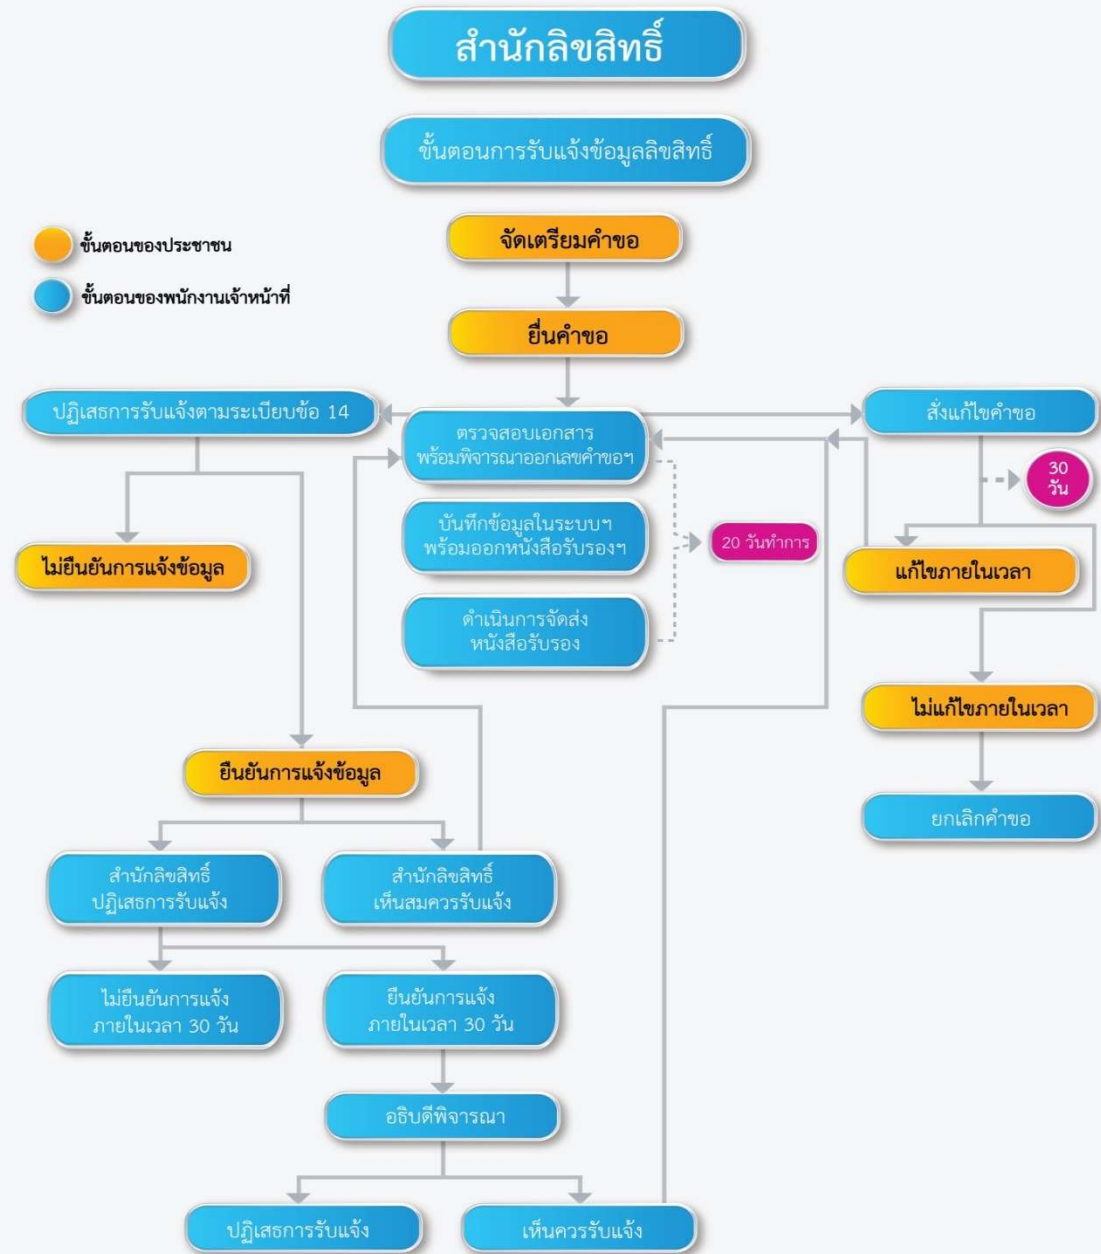 สำนักลิขสิทธิ์
ขั้นตอนการรับแจ้งข้อมูลลิขสิทธิ์
ขั้นตอนของประชาชน
ขั้นตอนของพนักงานเจ้าหน้าที่
จัดเตรียมคำขอ
ยื่นคำขอ
ปฏิเสธการรับแจ้งตามระเบียบข้อ 14
ตรวจสอบเอกสาร
พร้อมพิจารณาออกเลขคำขอฯ
สั่งแก้ไขคำขอ
30
วัน
บันทึกข้อมูลในระบบฯ
พร้อมออกหนังสือรับรองฯ
20 วันทำการ
ไม่ยืนยันการแจ้งข้อมูล
แก้ไขภายในเวลา
ดำเนินการจัดส่ง
หนังสือรับรอง
ไม่แก้ไขภายในเวลา
ยืนยันการแจ้งข้อมูล
ยกเลิกคำขอ
สำนักลิขสิทธิ์
ปฏิเสธการรับแจ้ง
สำนักลิขสิทธิ์
เห็นสมควรรับแจ้ง
ไม่ยืนยันการแจ้ง
ภายในเวลา 30 วัน
ยืนยันการแจ้ง
ภายในเวลา 30 วัน
อธิบดีพิจารณา
ปฏิเสธการรับแจ้ง
เห็นควรรับแจ้ง